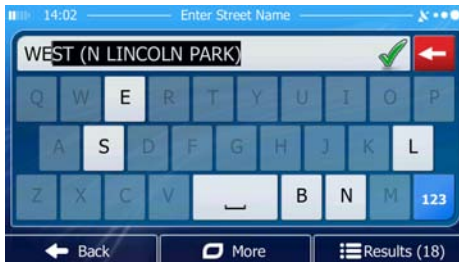 14:02 Enter Street Name
WEST (N LINCOLN PARK)
Q W E R T Y U I O P
A S D F G H J K L
Z X C V B N M 123
Back More Results (18)